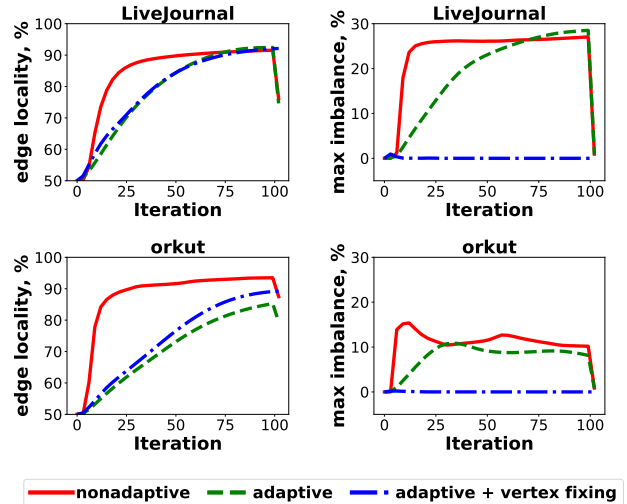 LiveJournal
edge locality, %
100
90
80
70
60
50
0 25 50 75 100
Iteration
LiveJournal
max imbalance, %
30
20
10
0
0 25 50 75 100
Iteration
orkut
edge locality, %
100
90
80
70
60
50
0 25 50 75 100
Iteration
orkut
max imbalance, %
30
20
10
0
0 25 50 75 100
Iteration
nonadaptive adaptive adaptive + vertex fixing